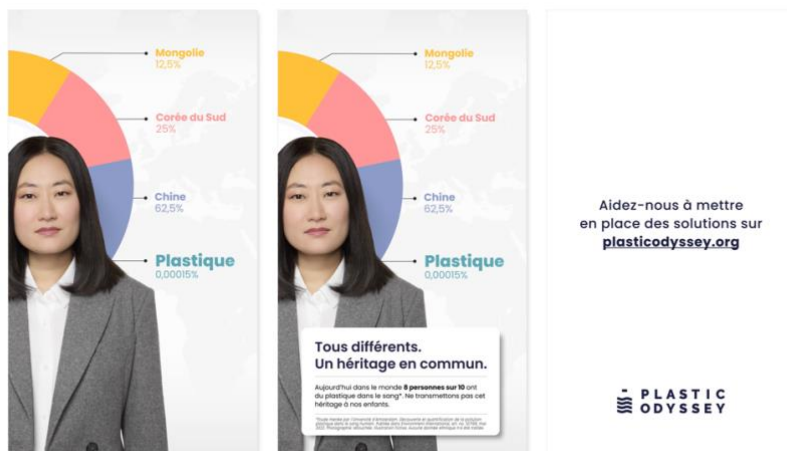 Mongolie
12,5%
Corée du Sud
25%
Chine
62,5%
Plastique
0,00015%
Mongolie
12,5%
Corée du Sud
25%
Chine
62,5%
Plastique
0,00015%
Tous différents.
Un héritage en commun.
Aujourd'hui dans le monde 8 personnes sur 10 ont
du plastique dans le sang*. Ne transmettons pas cet
héritage à nos enfants.
Aidez-nous à mettre
en place des solutions sur
plasticodyssey.org
PLASTIC
ODYSSEY